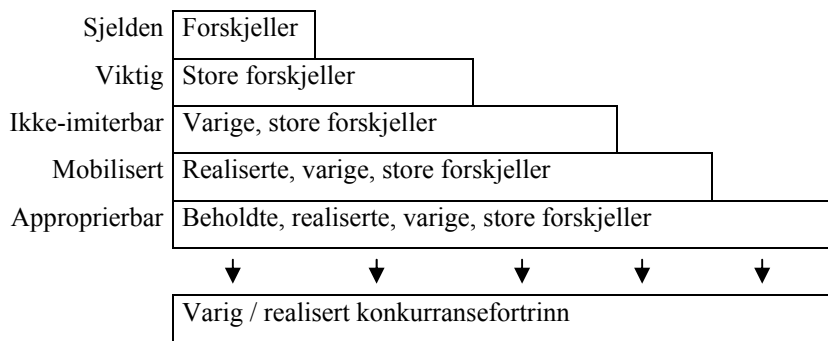 Sjelden Forskjeller
Viktig Store forskjeller
Ikke-imiterbar Varige, store forskjeller
Mobilisert Realiserte, varige, store forskjeller
Approprierbar Beholdte, realiserte, varige, store forskjeller
Varig / realisert konkurransefortrinn